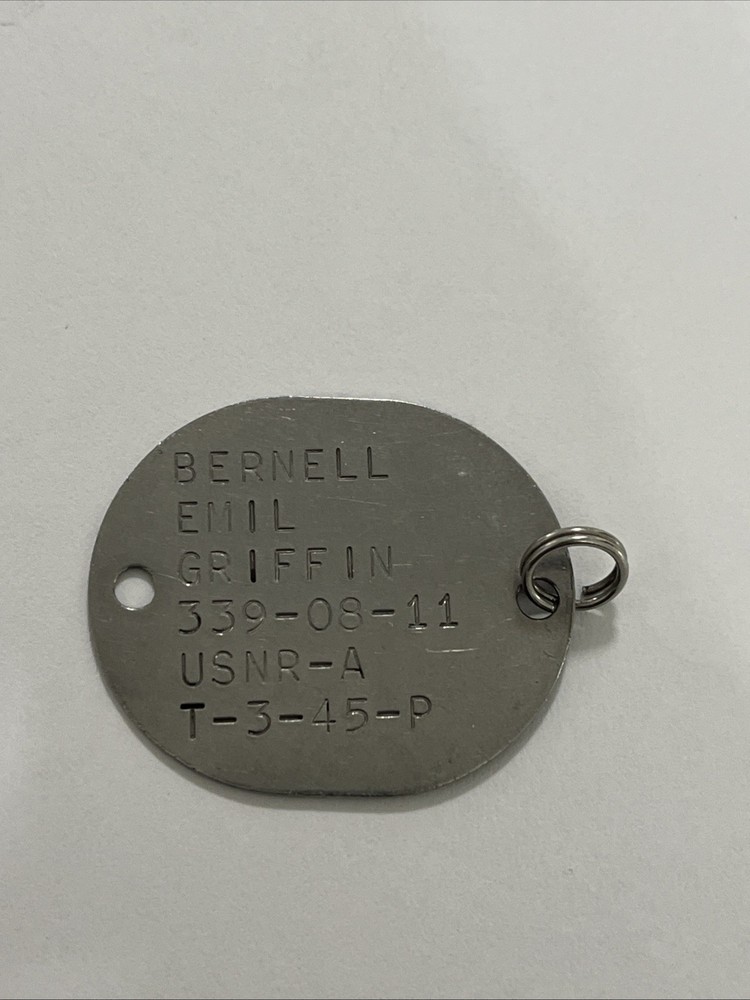 BERNELL
EMIL
GRIFFIN
339-08-11
USNR-A
T-3-45-P